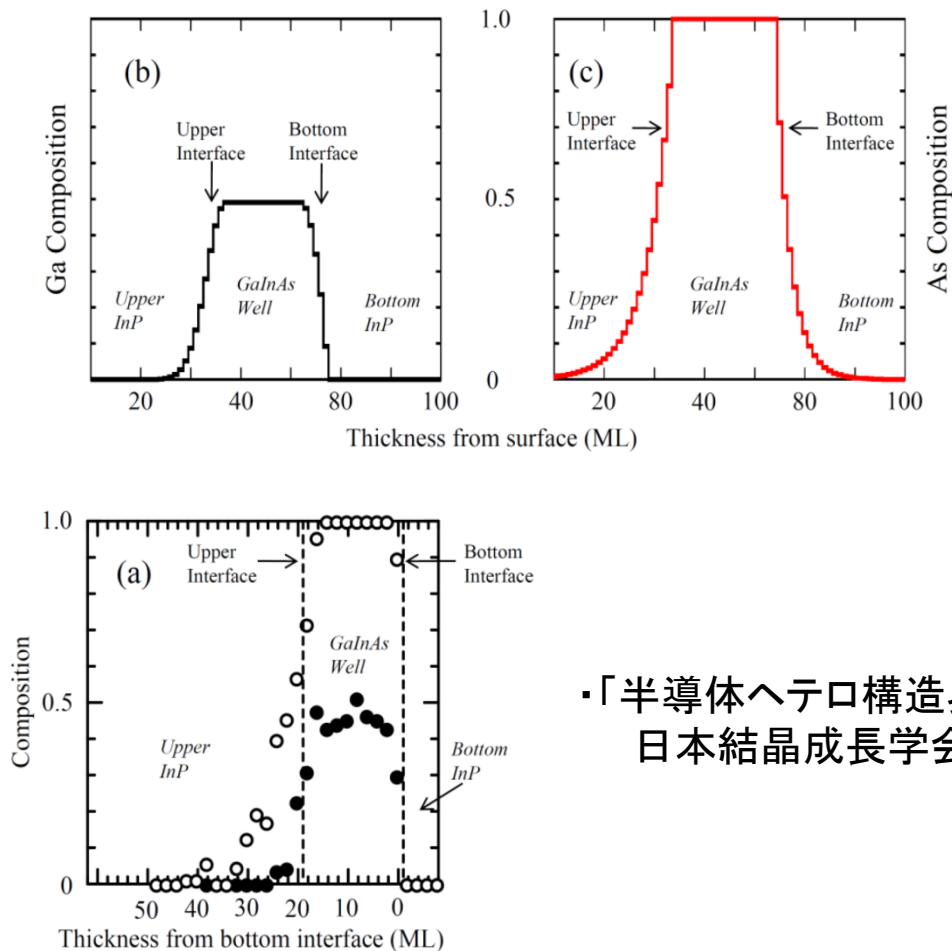 1.0
(b)
(c)
Upper
Interface
Bottom
Interface
Upper
Interface
Bottom
Interface
Ga Composition
0.5
As Composition
Upper
InP
GaInAs
Well
Bottom
InP
Upper
InP
GaInAs
Well
Bottom
InP
0
20
40
60
80
100
20
40
60
80
100
Thickness from surface (ML)
1.0
Upper
Interface
Bottom
Interface
(a)
GaInAs
Well
Composition
0.5
Upper
InP
Bottom
InP
0
50
40
30
20
10
0
Thickness from bottom interface (ML)
・「半導体ヘテロ構造
日本結晶成長学会